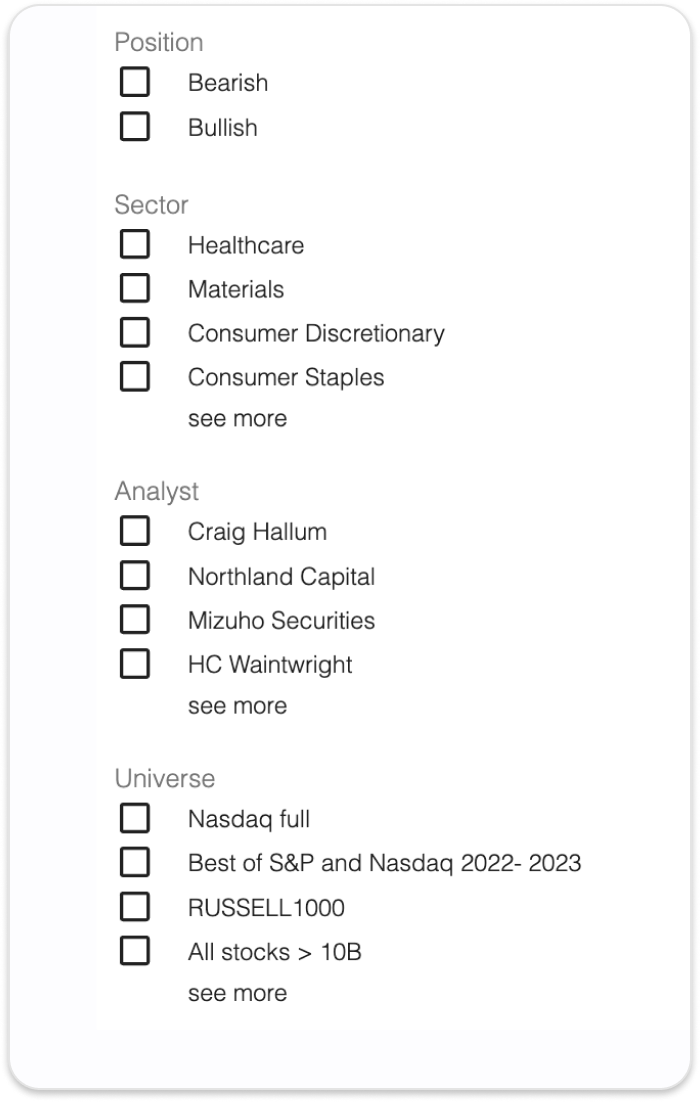 Position
Bearish
Bullish
Sector
Healthcare
Materials
Consumer Discretionary
Consumer Staples
see more
Analyst
Craig Hallum
Northland Capital
Mizuho Securities
HC Waintwright
see more
Universe
Nasdaq full
Best of S&P and Nasdaq 2022- 2023
RUSSELL1000
All stocks > 10B
see more